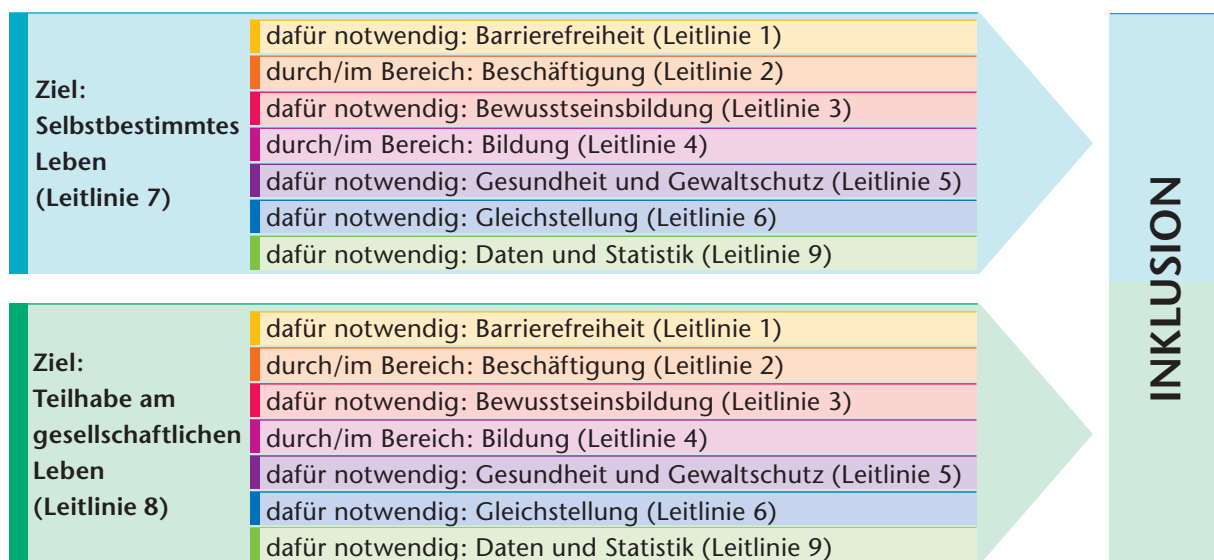 Ziel:
Selbstbestimmtes
Leben
(Leitlinie 7)
dafür notwendig: Barrierefreiheit (Leitlinie 1)
durch/im Bereich: Beschäftigung (Leitlinie 2)
dafür notwendig: Bewusstseinsbildung (Leitlinie 3)
durch/im Bereich: Bildung (Leitlinie 4)
dafür notwendig: Gesundheit und Gewaltschutz (Leitlinie 5)
dafür notwendig: Gleichstellung (Leitlinie 6)
dafür notwendig: Daten und Statistik (Leitlinie 9)
Ziel:
Teilhabe am
gesellschaftlichen
Leben
(Leitlinie 8)
dafür notwendig: Barrierefreiheit (Leitlinie 1)
durch/im Bereich: Beschäftigung (Leitlinie 2)
dafür notwendig: Bewusstseinsbildung (Leitlinie 3)
durch/im Bereich: Bildung (Leitlinie 4)
dafür notwendig: Gesundheit und Gewaltschutz (Leitlinie 5)
dafür notwendig: Gleichstellung (Leitlinie 6)
dafür notwendig: Daten und Statistik (Leitlinie 9)
INKLUSION